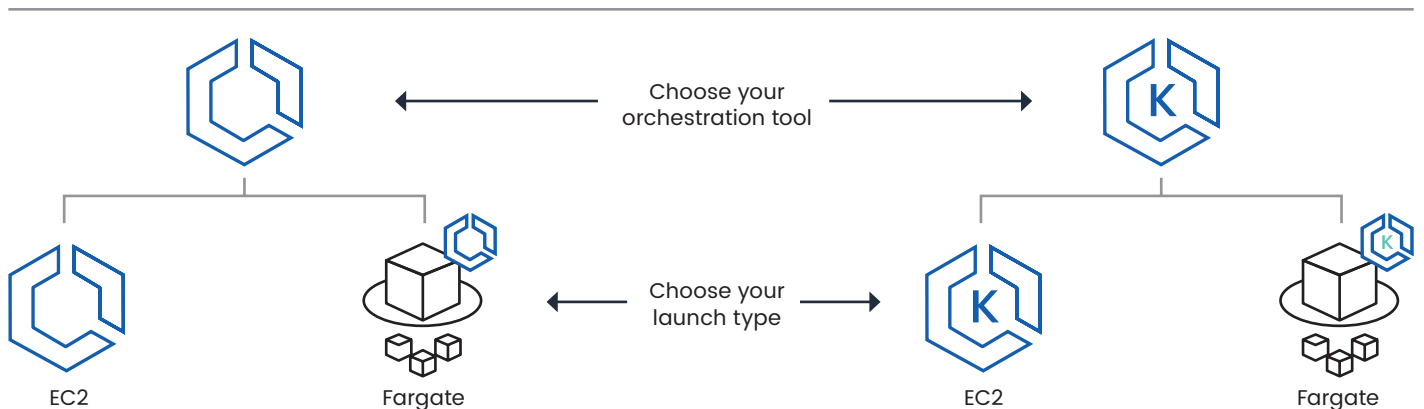 Choose your
orchestration tool
K
Choose your
launch type
K
K
EC2
Fargate
EC2
Fargate